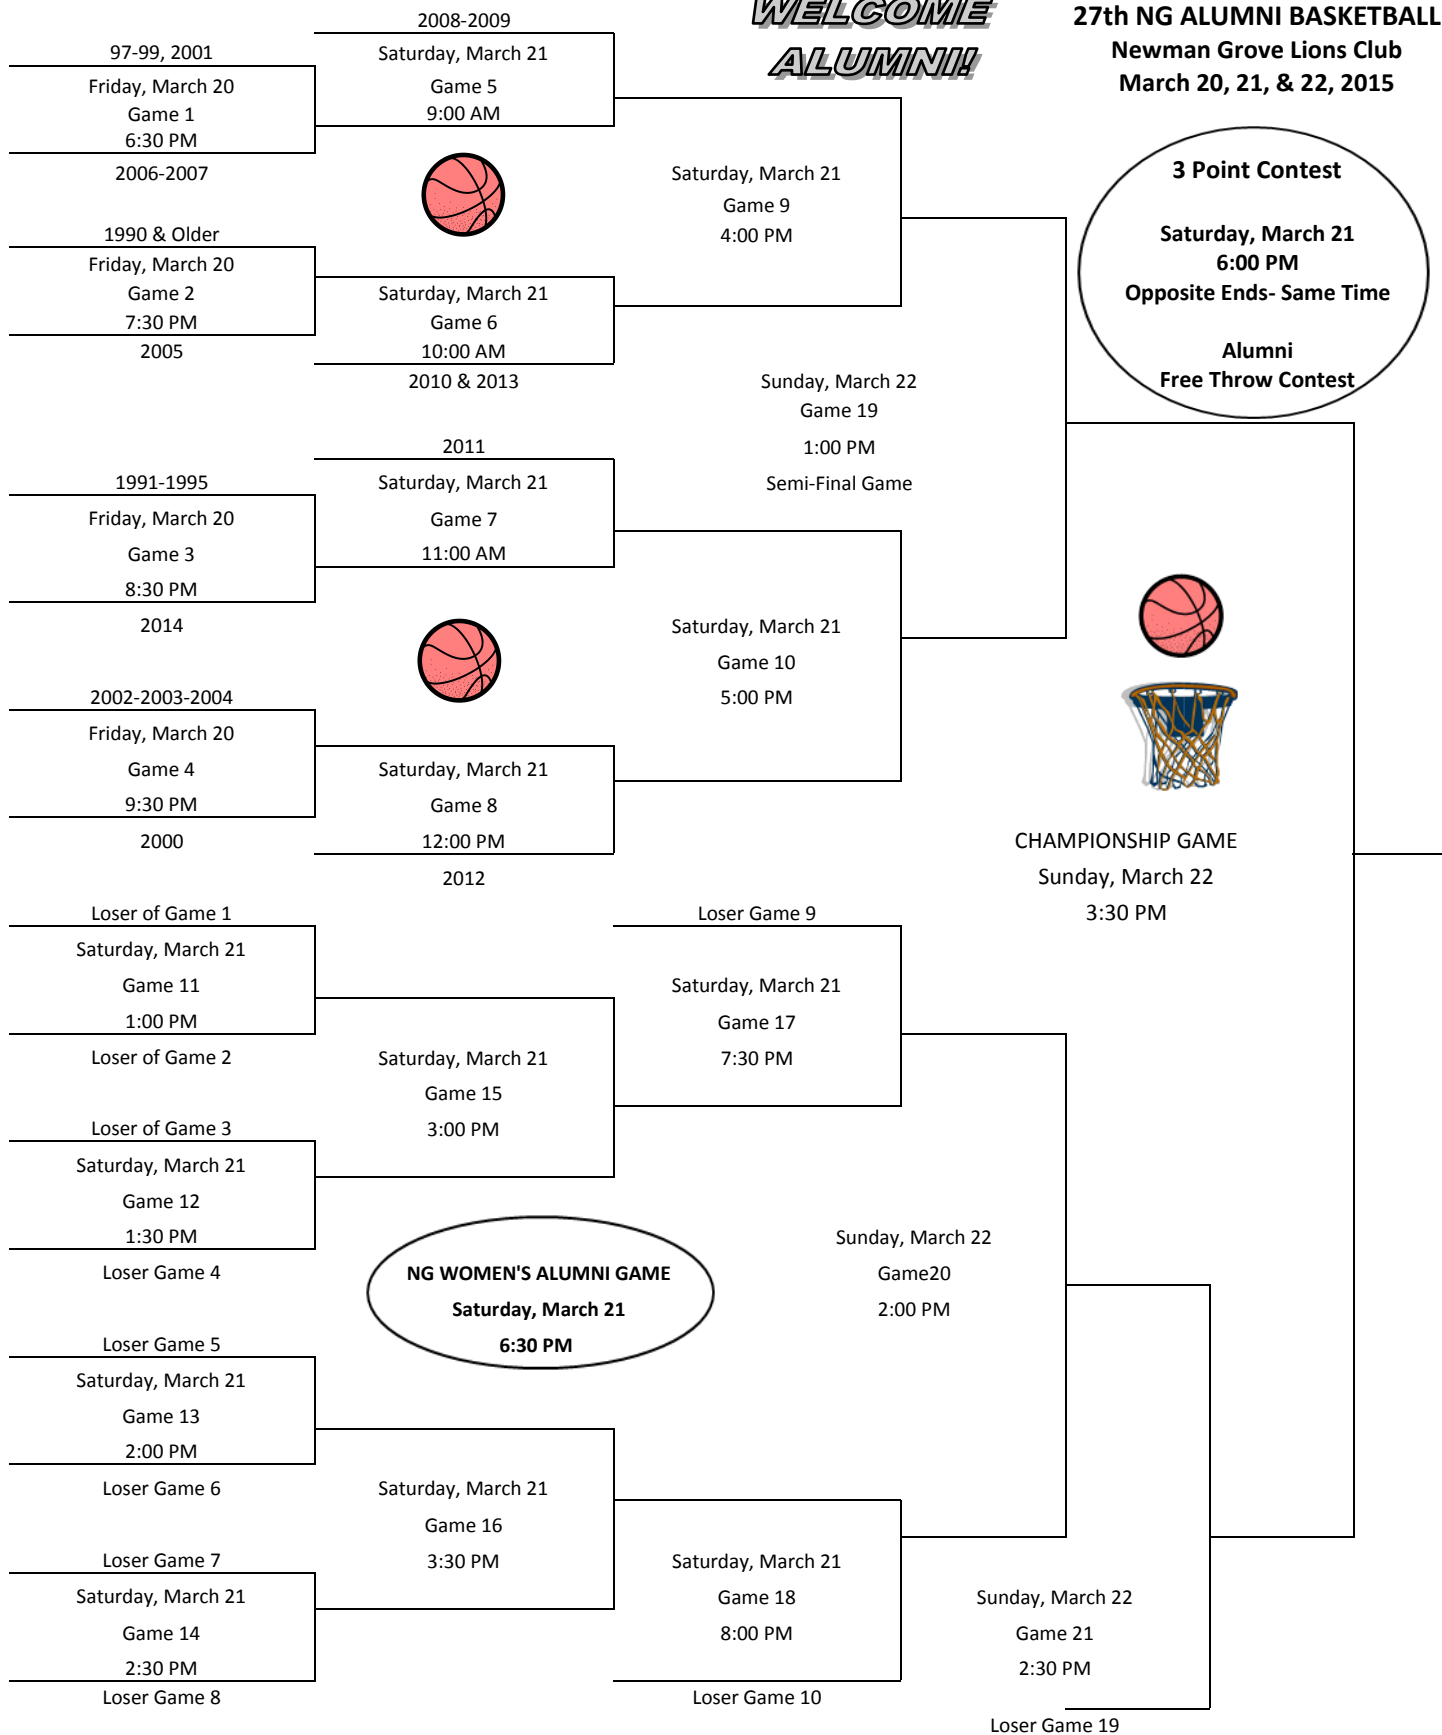 WELCOME
ALUMNI!
27th NG ALUMNI BASKETBALL
Newman Grove Lions Club
March 20, 21, & 22, 2015
3 Point Contest
Saturday, March 21
6:00 PM
Opposite Ends- Same Time
Alumni
Free Throw Contest
97-99, 2001
Friday, March 20
Game 1
6:30 PM
2006-2007
1990 & Older
Friday, March 20
Game 2
7:30 PM
2005
1991-1995
Friday, March 20
Game 3
8:30 PM
2014
2002-2003-2004
Friday, March 20
Game 4
9:30 PM
2000
2008-2009
Saturday, March 21
Game 5
9:00 AM
Saturday, March 21
Game 6
10:00 AM
2010 & 2013
2011
Saturday, March 21
Game 7
11:00 AM
Saturday, March 21
Game 8
12:00 PM
2012
Saturday, March 21
Game 9
4:00 PM
Saturday, March 21
Game 10
5:00 PM
Sunday, March 22
Game 19
1:00 PM
Semi-Final Game
CHAMPIONSHIP GAME
Sunday, March 22
3:30 PM
Loser of Game 1
Saturday, March 21
Game 11
1:00 PM
Loser of Game 2
Loser of Game 3
Saturday, March 21
Game 12
1:30 PM
Loser Game 4
Loser Game 5
Saturday, March 21
Game 13
2:00 PM
Loser Game 6
Loser Game 7
Saturday, March 21
Game 14
2:30 PM
Loser Game 8
Saturday, March 21
Game 15
3:00 PM
NG WOMEN'S ALUMNI GAME
Saturday, March 21
6:30 PM
Saturday, March 21
Game 16
3:30 PM
Loser Game 9
Saturday, March 21
Game 17
7:30 PM
Saturday, March 21
Game 18
8:00 PM
Loser Game 10
Sunday, March 22
Game20
2:00 PM
Sunday, March 22
Game 21
2:30 PM
Loser Game 19